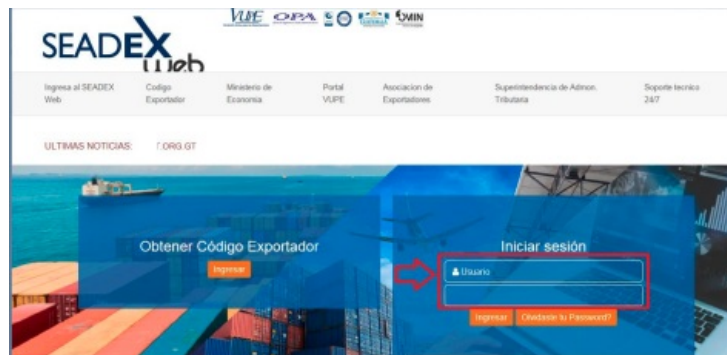 VUPE OPA
SEADEX
Web
Ingresa al SEADEX Web
Codigo Exportador
Ministerio de Economia
Portal VUPE
Asociacion de Exportadores
Superintendencia de Admon. Tributaria
Soporte tecnico 24/7
ULTIMAS NOTICIAS: T.ORG.GT
Obtener Código Exportador
Ingresar
Iniciar sesión
Usuario
Ingresar
Olvidaste tu Password?